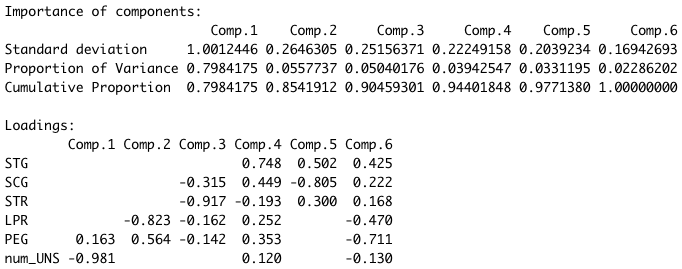 Importance of components:
Comp.1 Comp.2 Comp.3 Comp.4 Comp.5 Comp.6
Standard deviation 1.0012446 0.2646305 0.25156371 0.22249158 0.2039234 0.16942693
Proportion of Variance 0.7984175 0.0557737 0.05040176 0.03942547 0.0331195 0.02286202
Cumulative Proportion 0.7984175 0.8541912 0.90459301 0.94401848 0.9771380 1.00000000
Loadings:
Comp.1 Comp.2 Comp.3 Comp.4 Comp.5 Comp.6
STG 0.748 0.502 0.425
SCG -0.315 0.449 -0.805 0.222
STR -0.917 -0.193 0.300 0.168
LPR -0.823 -0.162 0.252 -0.470
PEG 0.163 0.564 -0.142 0.353 -0.711
num_UNS -0.981 0.120 -0.130